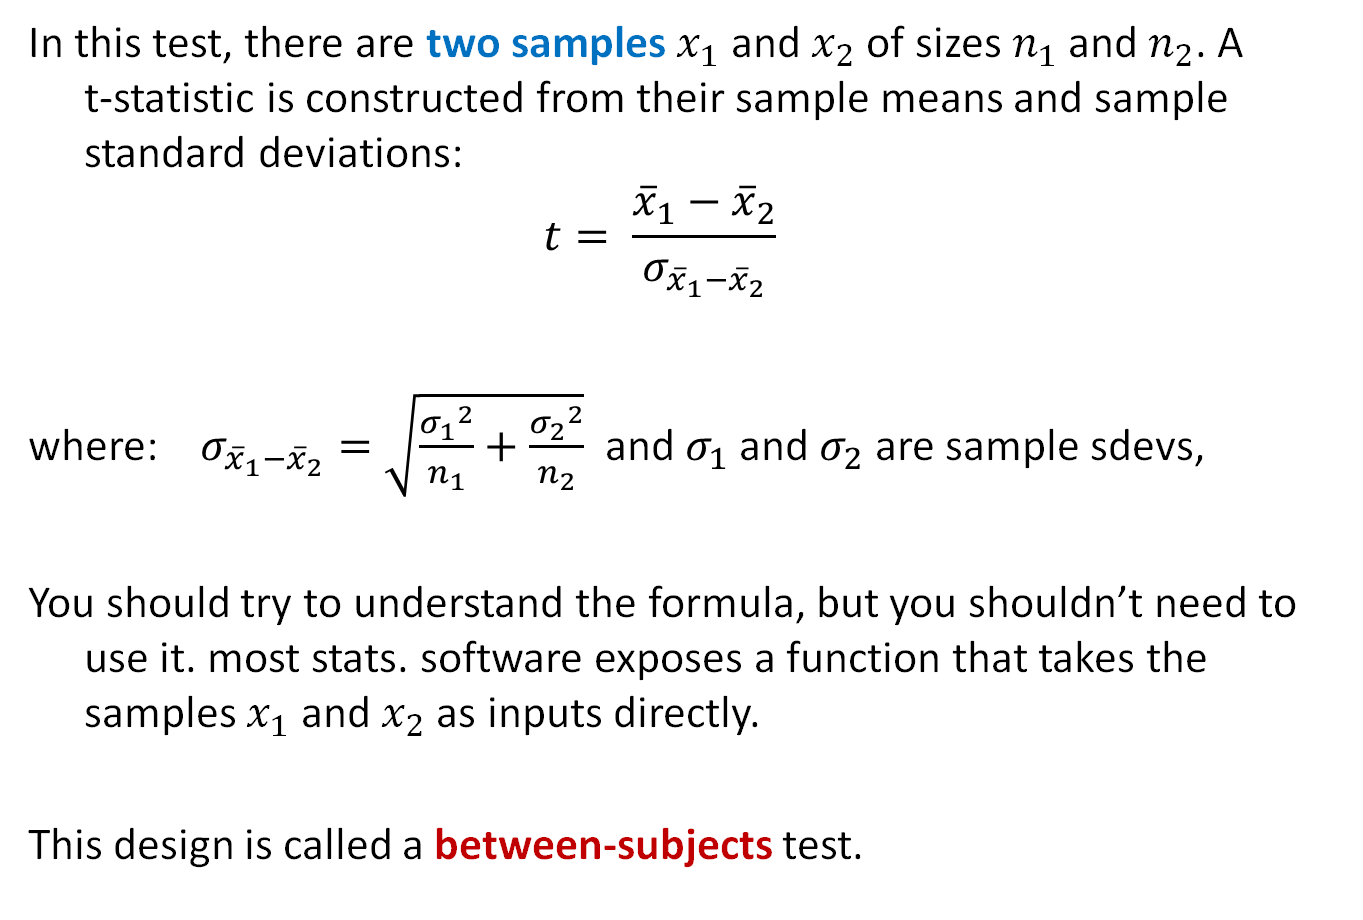 In this test, there are two samples x₁ and x₂ of sizes n₁ and n₂. A
t-statistic is constructed from their sample means and sample
standard deviations:
t = (x̄₁ − x̄₂) / σ_{x̄₁−x̄₂}
where: σ_{x̄₁−x̄₂} = √(σ₁²/n₁ + σ₂²/n₂) and σ₁ and σ₂ are sample sdevs,
You should try to understand the formula, but you shouldn’t need to
use it. most stats. software exposes a function that takes the
samples x₁ and x₂ as inputs directly.
This design is called a between-subjects test.